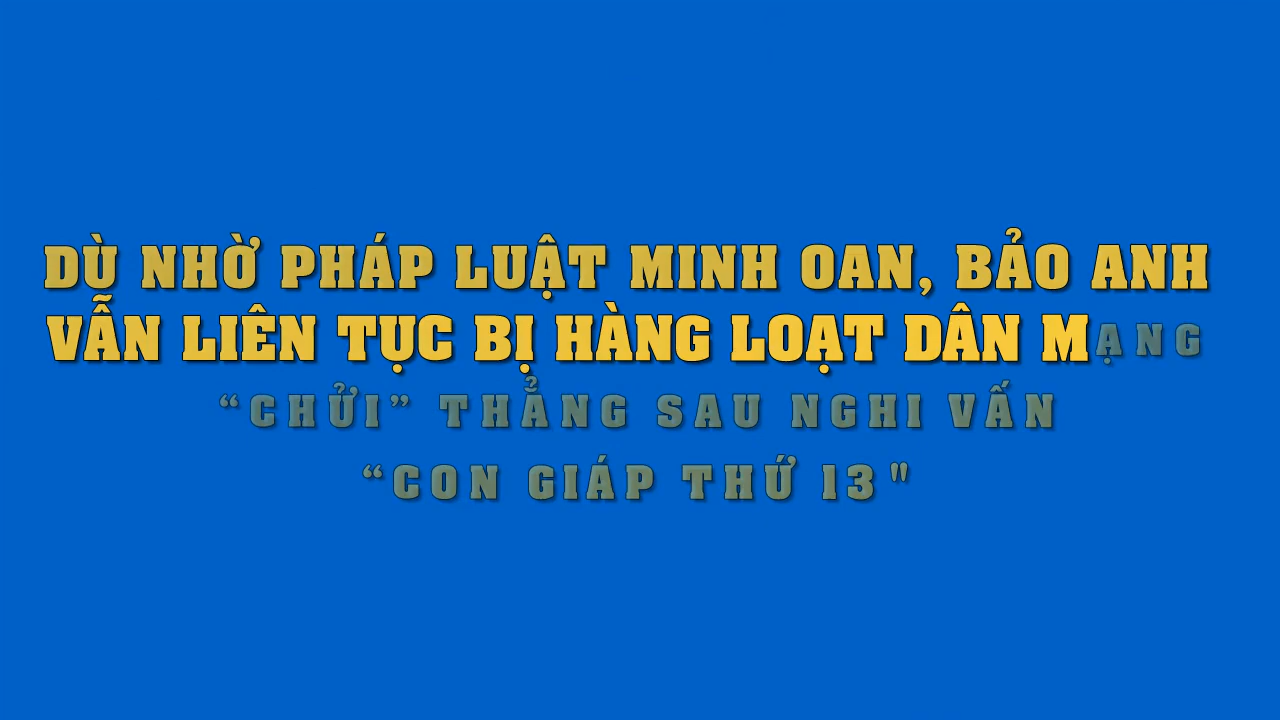 DÙ NHỜ PHÁP LUẬT MINH OAN, BẢO ANH
VẪN LIÊN TỤC BỊ HÀNG LOẠT DÂN MẠNG
“CHỬI” THẲNG SAU NGHI VẤN
“CON GIÁP THỨ 13"